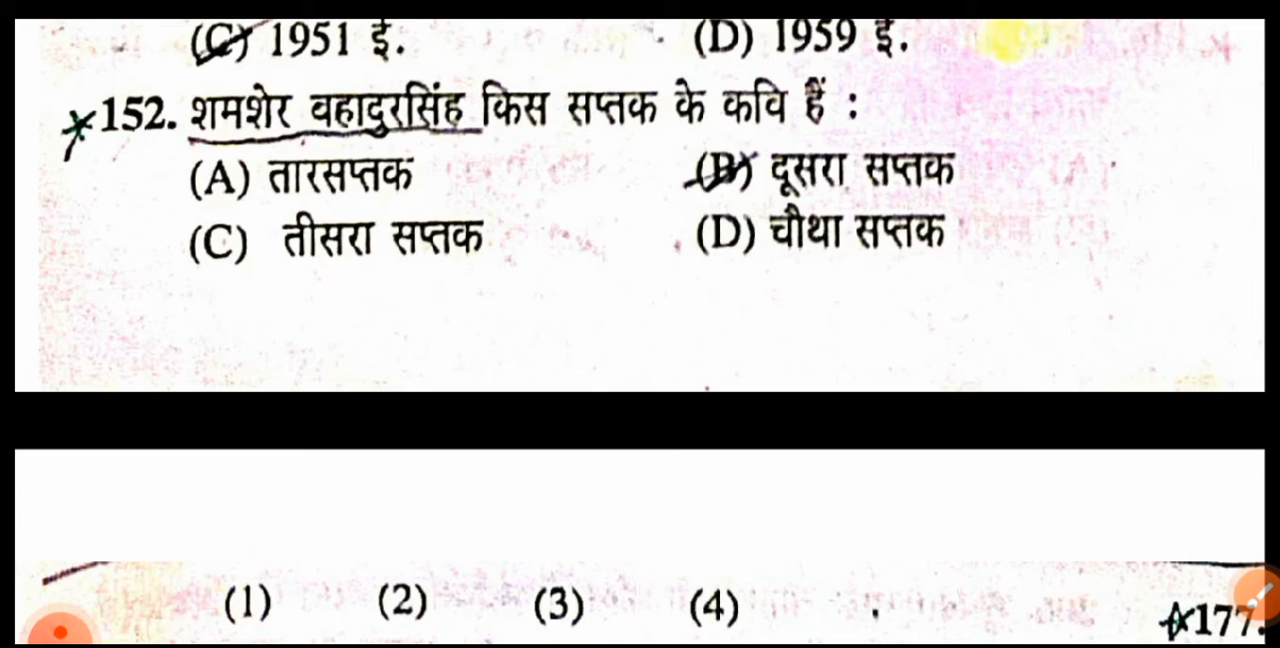 (C) 1951 ई. (D) 1959 ई.
152. शमशेर वहादुरसिंह किस सप्तक के कवि हैं :
(A) तारसप्तक (B) दूसरा सप्तक
(C) तीसरा सप्तक (D) चौथा सप्तक
(1) (2) (3) (4)
177.